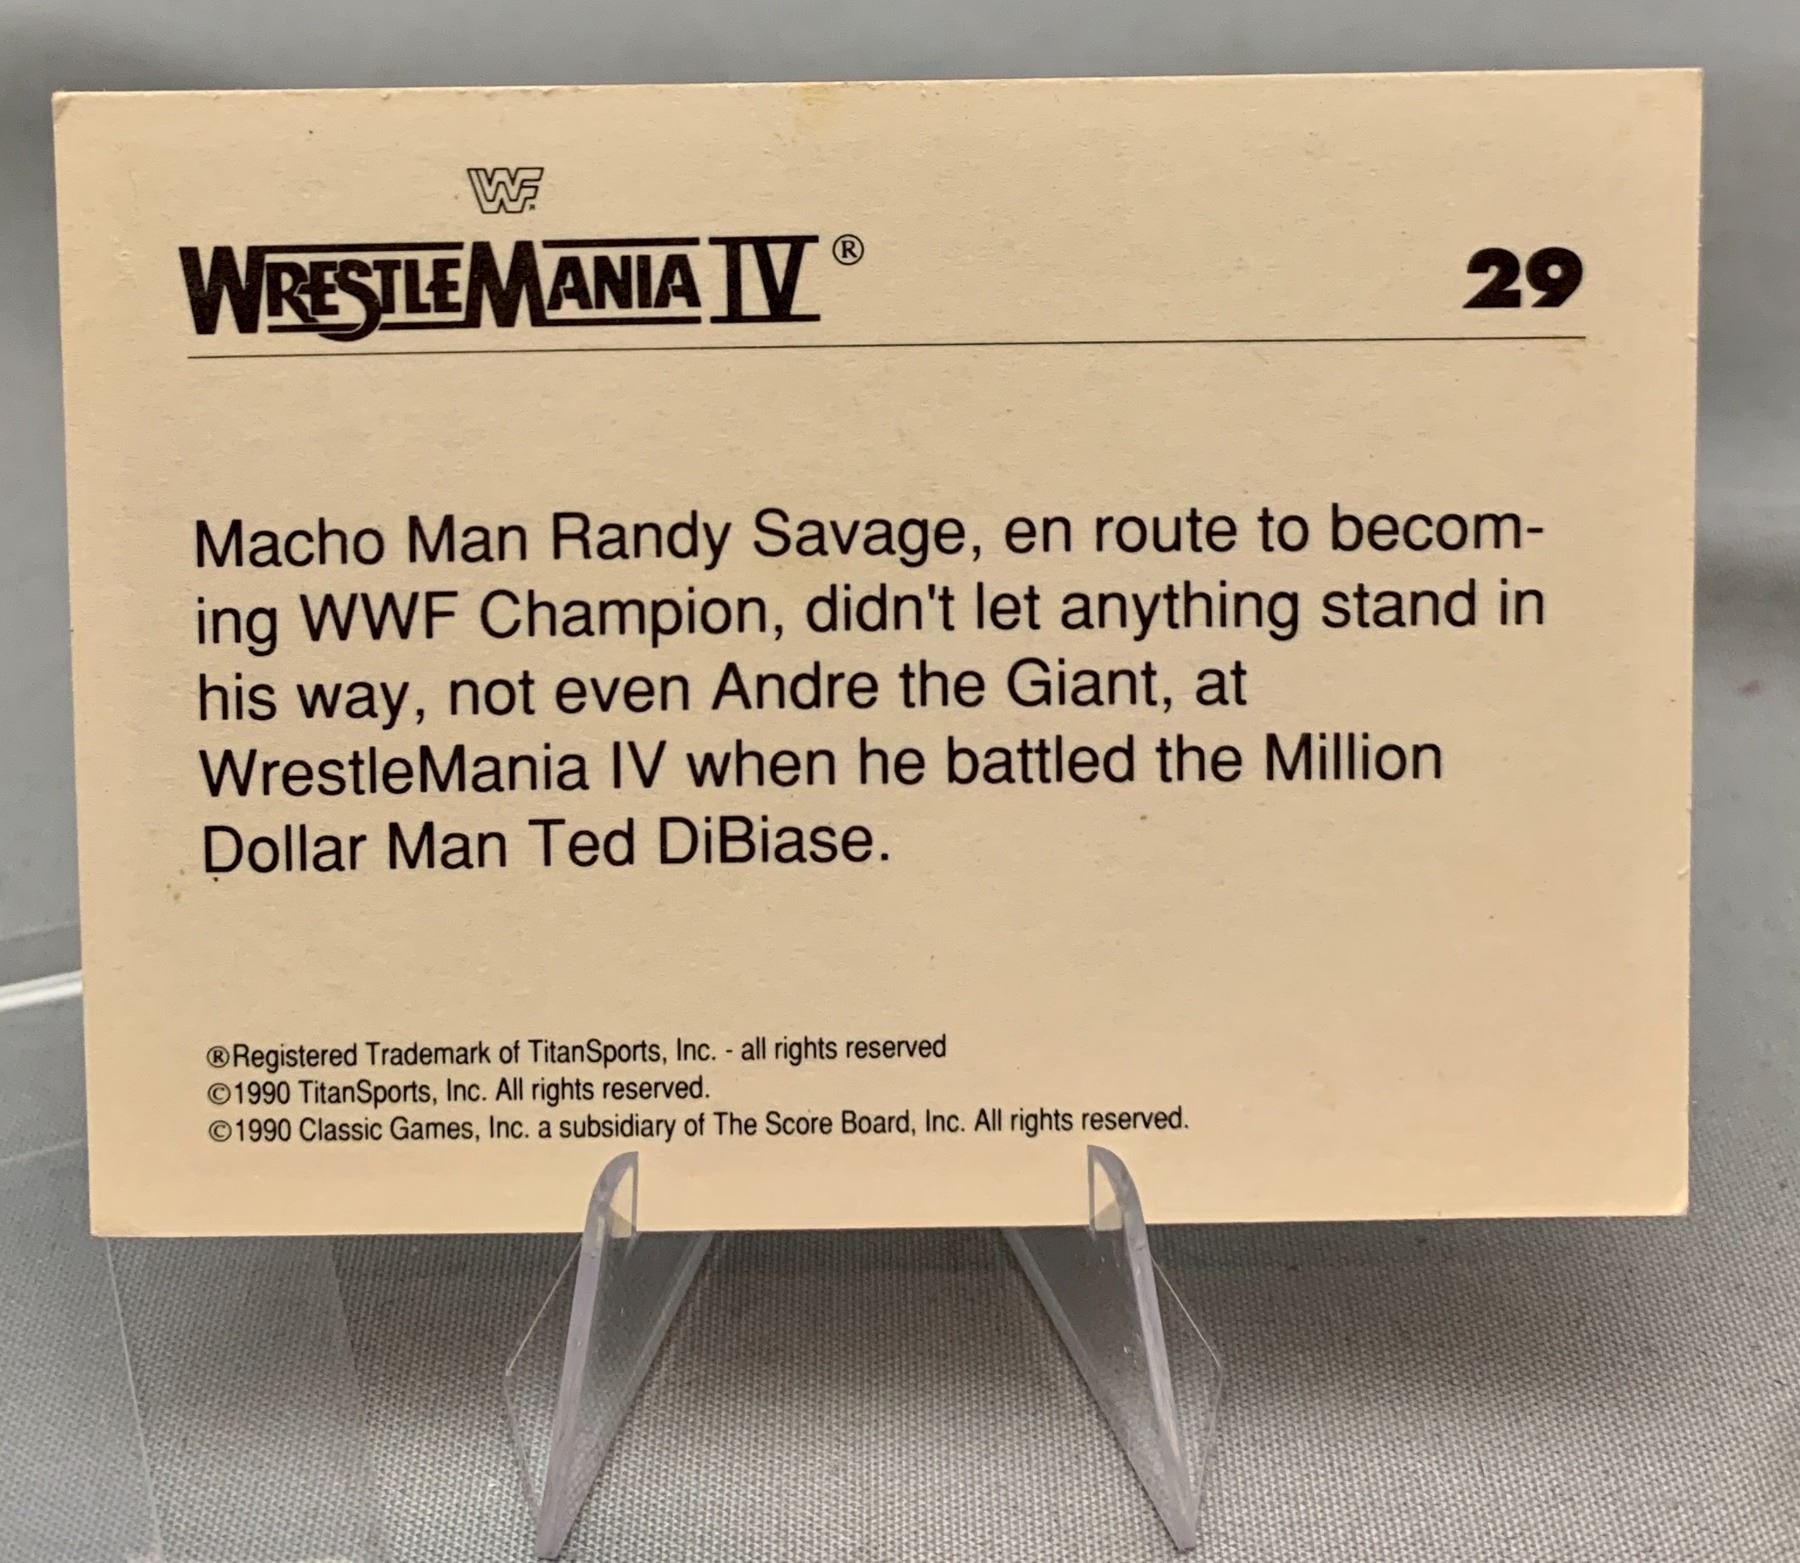 WF
WRESTLEMANIA IV ®
29
Macho Man Randy Savage, en route to becom-
ing WWF Champion, didn't let anything stand in
his way, not even Andre the Giant, at
WrestleMania IV when he battled the Million
Dollar Man Ted DiBiase.
®Registered Trademark of TitanSports, Inc. - all rights reserved
©1990 TitanSports, Inc. All rights reserved.
©1990 Classic Games, Inc. a subsidiary of The Score Board, Inc. All rights reserved.